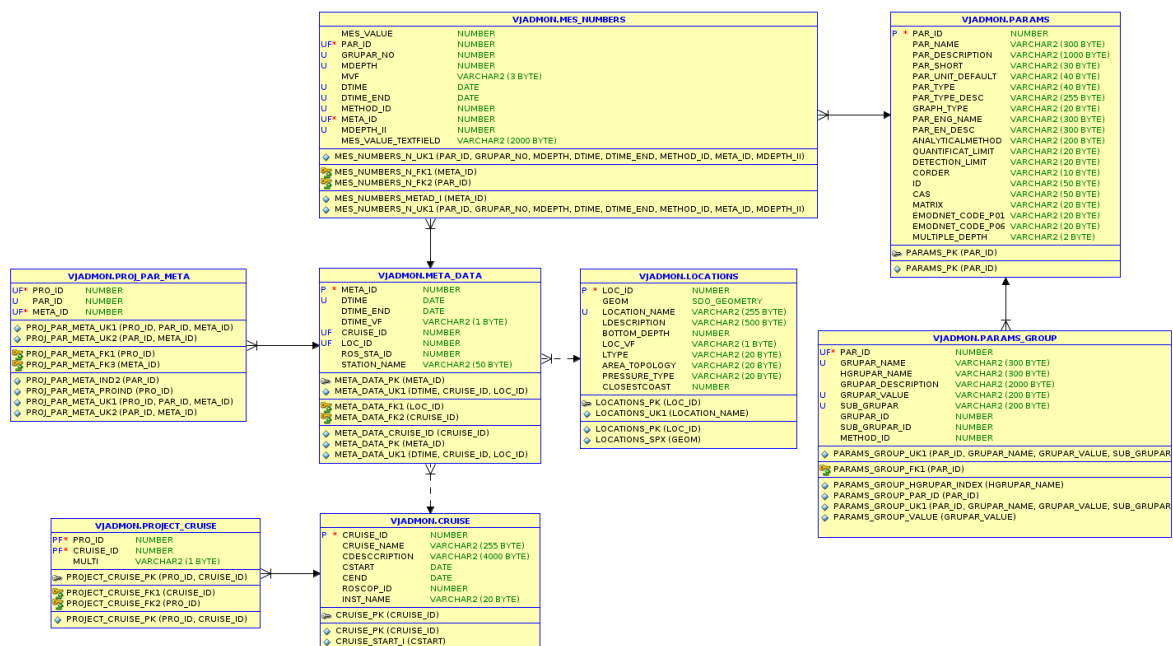 VJADMON.MES_NUMBERS
MES_VALUE NUMBER
UF* PAR_ID NUMBER
U GRUPAR_NO NUMBER
U MDEPTH NUMBER
MVF VARCHAR2 (3 BYTE)
U DTIME DATE
U DTIME_END DATE
U METHOD_ID NUMBER
UF* META_ID NUMBER
U MDEPTH_II NUMBER
MES_VALUE_TEXTFIELD VARCHAR2 (2000 BYTE)
MES_NUMBERS_N_UK1 (PAR_ID, GRUPAR_NO, MDEPTH, DTIME, DTIME_END, METHOD_ID, META_ID, MDEPTH_II)
MES_NUMBERS_N_FK1 (META_ID)
MES_NUMBERS_N_FK2 (PAR_ID)
MES_NUMBERS_METAD_I (META_ID)
MES_NUMBERS_N_UK1 (PAR_ID, GRUPAR_NO, MDEPTH, DTIME, DTIME_END, METHOD_ID, META_ID, MDEPTH_II)
VJADMON.PARAMS
P * PAR_ID NUMBER
PAR_NAME VARCHAR2 (300 BYTE)
PAR_DESCRIPTION VARCHAR2 (1000 BYTE)
PAR_SHORT VARCHAR2 (30 BYTE)
PAR_UNIT_DEFAULT VARCHAR2 (40 BYTE)
PAR_TYPE VARCHAR2 (40 BYTE)
PAR_TYPE_DESC VARCHAR2 (255 BYTE)
GRAPH_TYPE VARCHAR2 (20 BYTE)
PAR_ENG_NAME VARCHAR2 (300 BYTE)
PAR_EN_DESC VARCHAR2 (300 BYTE)
ANALYTICALMETHOD VARCHAR2 (200 BYTE)
QUANTIFICAT_LIMIT VARCHAR2 (20 BYTE)
DETECTION_LIMIT VARCHAR2 (20 BYTE)
CORDER VARCHAR2 (10 BYTE)
ID VARCHAR2 (50 BYTE)
CAS VARCHAR2 (50 BYTE)
MATRIX VARCHAR2 (20 BYTE)
EMODNET_CODE_P01 VARCHAR2 (20 BYTE)
EMODNET_CODE_P06 VARCHAR2 (20 BYTE)
MULTIPLE_DEPTH VARCHAR2 (2 BYTE)
PARAMS_PK (PAR_ID)
PARAMS_PK (PAR_ID)
VJADMON.PROJ_PAR_META
UF* PRO_ID NUMBER
U PAR_ID NUMBER
UF* META_ID NUMBER
PROJ_PAR_META_UK1 (PRO_ID, PAR_ID, META_ID)
PROJ_PAR_META_UK2 (PAR_ID, META_ID)
PROJ_PAR_META_FK1 (PRO_ID)
PROJ_PAR_META_FK3 (META_ID)
PROJ_PAR_META_IND2 (PAR_ID)
PROJ_PAR_META_PROIND (PRO_ID)
PROJ_PAR_META_UK1 (PRO_ID, PAR_ID, META_ID)
PROJ_PAR_META_UK2 (PAR_ID, META_ID)
VJADMON.META_DATA
P * META_ID NUMBER
U DTIME DATE
DTIME_END DATE
DTIME_VF VARCHAR2 (1 BYTE)
UF CRUISE_ID NUMBER
UF LOC_ID NUMBER
ROS_STA_ID NUMBER
STATION_NAME VARCHAR2 (50 BYTE)
META_DATA_PK (META_ID)
META_DATA_UK1 (DTIME, CRUISE_ID, LOC_ID)
META_DATA_FK1 (LOC_ID)
META_DATA_FK2 (CRUISE_ID)
META_DATA_CRUISE_ID (CRUISE_ID)
META_DATA_PK (META_ID)
META_DATA_UK1 (DTIME, CRUISE_ID, LOC_ID)
VJADMON.LOCATIONS
P * LOC_ID NUMBER
GEOM SDO_GEOMETRY
U LOCATION_NAME VARCHAR2 (255 BYTE)
LDESCRIPTION VARCHAR2 (500 BYTE)
BOTTOM_DEPTH NUMBER
LOC_VF VARCHAR2 (1 BYTE)
LTYPE VARCHAR2 (20 BYTE)
AREA_TOPOLOGY VARCHAR2 (20 BYTE)
PRESSURE_TYPE VARCHAR2 (20 BYTE)
CLOSESTCOAST NUMBER
LOCATIONS_PK (LOC_ID)
LOCATIONS_UK1 (LOCATION_NAME)
LOCATIONS_PK (LOC_ID)
LOCATIONS_SPX (GEOM)
VJADMON.PARAMS_GROUP
UF* PAR_ID NUMBER
U GRUPAR_NAME VARCHAR2 (300 BYTE)
HGRUPAR_NAME VARCHAR2 (300 BYTE)
GRUPAR_DESCRIPTION VARCHAR2 (2000 BYTE)
U GRUPAR_VALUE VARCHAR2 (200 BYTE)
U SUB_GRUPAR VARCHAR2 (200 BYTE)
GRUPAR_ID NUMBER
SUB_GRUPAR_ID NUMBER
METHOD_ID NUMBER
PARAMS_GROUP_UK1 (PAR_ID, GRUPAR_NAME, GRUPAR_VALUE, SUB_GRUPAR
PARAMS_GROUP_FK1 (PAR_ID)
PARAMS_GROUP_HGRUPAR_INDEX (HGRUPAR_NAME)
PARAMS_GROUP_PAR_ID (PAR_ID)
PARAMS_GROUP_UK1 (PAR_ID, GRUPAR_NAME, GRUPAR_VALUE, SUB_GRUPAR
PARAMS_GROUP_VALUE (GRUPAR_VALUE)
VJADMON.PROJECT_CRUISE
PF* PRO_ID NUMBER
PF* CRUISE_ID NUMBER
MULTI VARCHAR2 (1 BYTE)
PROJECT_CRUISE_PK (PRO_ID, CRUISE_ID)
PROJECT_CRUISE_FK1 (CRUISE_ID)
PROJECT_CRUISE_FK2 (PRO_ID)
PROJECT_CRUISE_PK (PRO_ID, CRUISE_ID)
VJADMON.CRUISE
P * CRUISE_ID NUMBER
CRUISE_NAME VARCHAR2 (255 BYTE)
CDESCCRIPTION VARCHAR2 (4000 BYTE)
CSTART DATE
CEND DATE
ROSCOP_ID NUMBER
INST_NAME VARCHAR2 (20 BYTE)
CRUISE_PK (CRUISE_ID)
CRUISE_PK (CRUISE_ID)
CRUISE_START_I (CSTART)